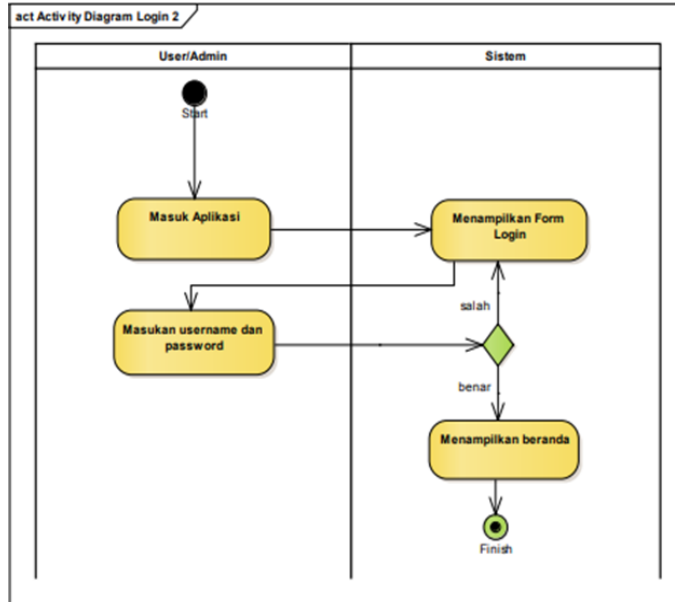 act Activity Diagram Login 2
User/Admin
Sistem
Start
Masuk Aplikasi
Menampilkan Form
Login
salah
Masukan username dan
password
benar
Menampilkan beranda
Finish